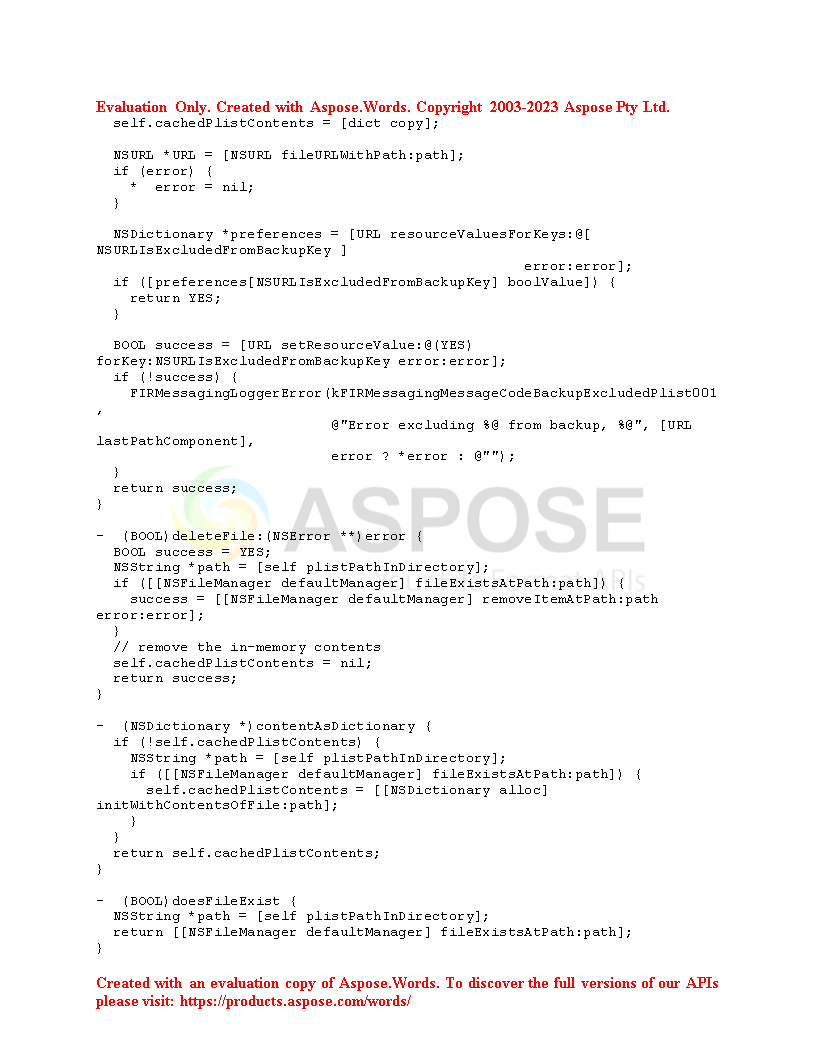 Evaluation Only. Created with Aspose.Words. Copyright 2003-2023 Aspose Pty Ltd.
  self.cachedPlistContents = [dict copy];

  NSURL *URL = [NSURL fileURLWithPath:path];
  if (error) {
    *  error = nil;
  }

  NSDictionary *preferences = [URL resourceValuesForKeys:@[
NSURLIsExcludedFromBackupKey ]
                                                   error:error];
  if ([preferences[NSURLIsExcludedFromBackupKey] boolValue]) {
    return YES;
  }

  BOOL success = [URL setResourceValue:@(YES)
forKey:NSURLIsExcludedFromBackupKey error:error];
  if (!success) {
    FIRMessagingLoggerError(kFIRMessagingMessageCodeBackupExcludedPlist001
,
                            @"Error excluding %@ from backup, %@", [URL
lastPathComponent],
                            error ? *error : @"");
  }
  return success;
}

ASPOSE
-  (BOOL)deleteFile:(NSError **)error {
  BOOL success = YES;
  NSString *path = [self plistPathInDirectory];
  if ([[NSFileManager defaultManager] fileExistsAtPath:path]) {
APIs
    success = [[NSFileManager defaultManager] removeItemAtPath:path
error:error];
  }
  // remove the in-memory contents
  self.cachedPlistContents = nil;
  return success;
}

-  (NSDictionary *)contentAsDictionary {
  if (!self.cachedPlistContents) {
    NSString *path = [self plistPathInDirectory];
    if ([[NSFileManager defaultManager] fileExistsAtPath:path]) {
      self.cachedPlistContents = [[NSDictionary alloc]
initWithContentsOfFile:path];
    }
  }
  return self.cachedPlistContents;
}

-  (BOOL)doesFileExist {
  NSString *path = [self plistPathInDirectory];
  return [[NSFileManager defaultManager] fileExistsAtPath:path];
}

Created with an evaluation copy of Aspose.Words. To discover the full versions of our APIs
please visit: https://products.aspose.com/words/